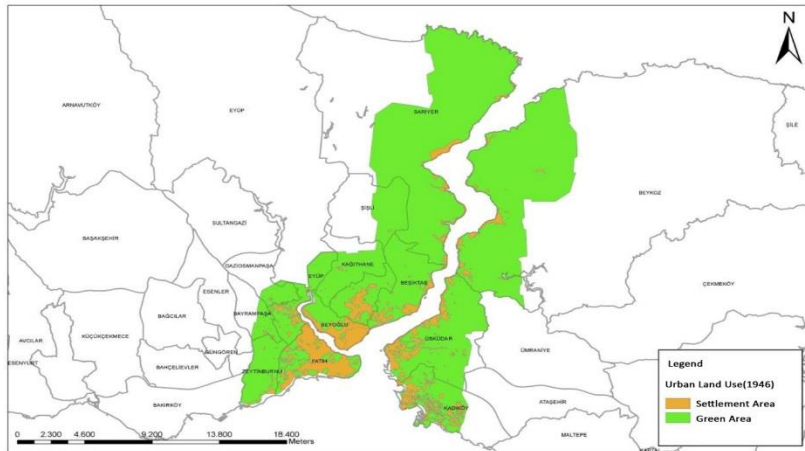 N
ARNAVUTKÖY
EYÜP
SARIYER
ŞİLE
BEYKOZ
ŞİŞLİ
SULTANGAZİ
BAŞAKŞEHİR
GAZİOSMANPAŞA
KAĞITHANE
EYÜP
BEŞİKTAŞ
ÇEKMEKÖY
ESENLER
BAYRAMPAŞA
BAĞCILAR
BEYOĞLU
AVCILAR
KÜÇÜKÇEKMECE
ÜSKÜDAR
ÜMRANİYE
GÜNGÖREN
FATİH
ESENYURT
BAHÇELİEVLER
ZEYTİNBURNU
BAKIRKÖY
KADIKÖY
ATAŞEHİR
MALTEPE
Legend
Urban Land Use(1946)
Settlement Area
Green Area
0 2.300 4.600 9.200 13.800 18.400
Meters